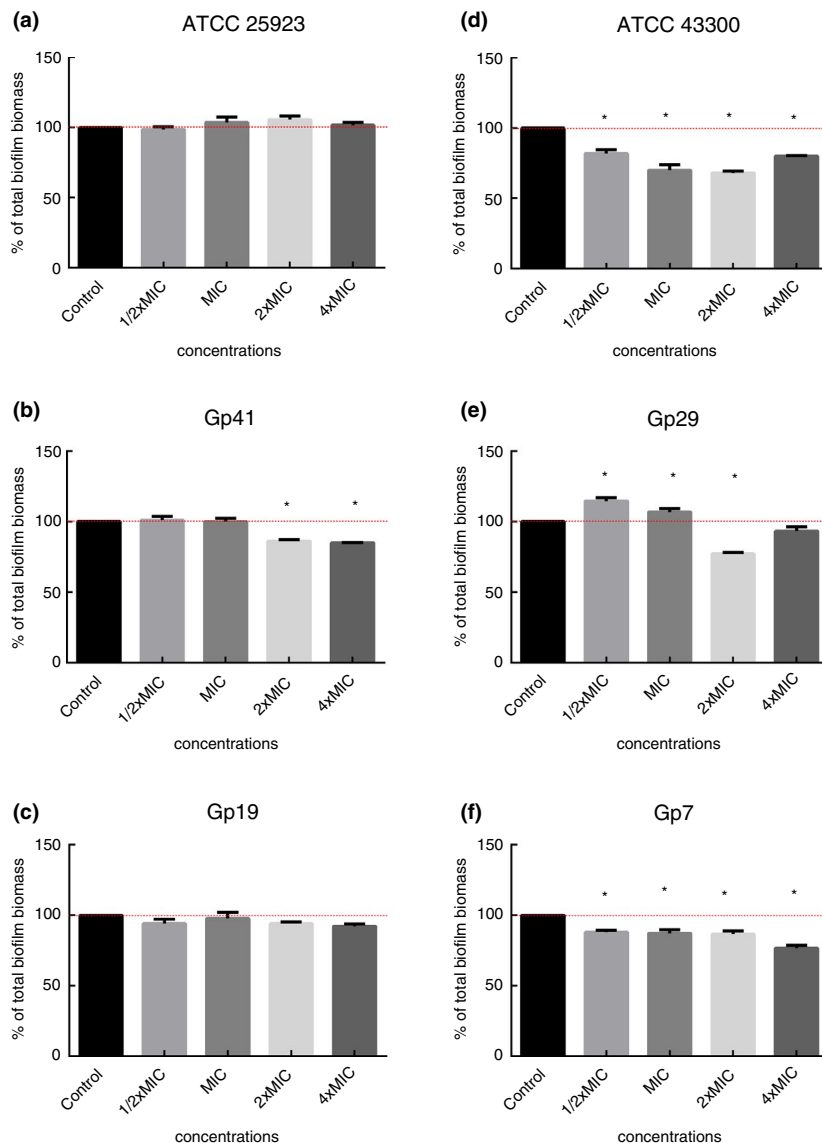 (a)
ATCC 25923
% of total biofilm biomass
150
100
50
0
Control
1/2xMIC
MIC
2xMIC
4xMIC
concentrations
(d)
ATCC 43300
% of total biofilm biomass
150
100
50
0
* * * *
Control
1/2xMIC
MIC
2xMIC
4xMIC
concentrations
(b)
Gp41
% of total biofilm biomass
150
100
50
0
* *
Control
1/2xMIC
MIC
2xMIC
4xMIC
concentrations
(e)
Gp29
% of total biofilm biomass
150
100
50
0
* * *
Control
1/2xMIC
MIC
2xMIC
4xMIC
concentrations
(c)
Gp19
% of total biofilm biomass
150
100
50
0
Control
1/2xMIC
MIC
2xMIC
4xMIC
concentrations
(f)
Gp7
% of total biofilm biomass
150
100
50
0
* * * *
Control
1/2xMIC
MIC
2xMIC
4xMIC
concentrations